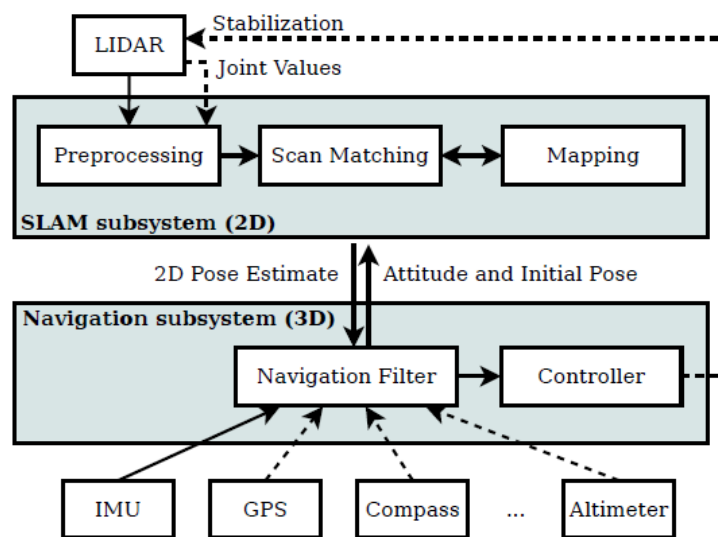 Stabilization
LIDAR
Joint Values
Preprocessing
Scan Matching
Mapping
SLAM subsystem (2D)
2D Pose Estimate
Attitude and Initial Pose
Navigation subsystem (3D)
Navigation Filter
Controller
IMU
GPS
Compass
...
Altimeter